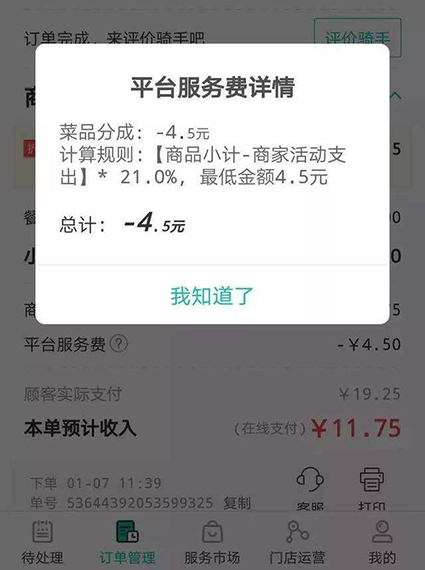 订单完成，来评价骑手吧
评价骑手
平台服务费详情
菜品分成：-4.5元
计算规则：【商品小计-商家活动支
出】* 21.0%，最低金额4.5元
总计：-4.5元
我知道了
平台服务费 ? -￥4.50
顾客实际支付 ￥19.25
本单预计收入 (在线支付) ￥11.75
下单 01-07 11:39
单号 53644392053599325 复制
客服
打印
待处理
订单管理
服务市场
门店运营
我的